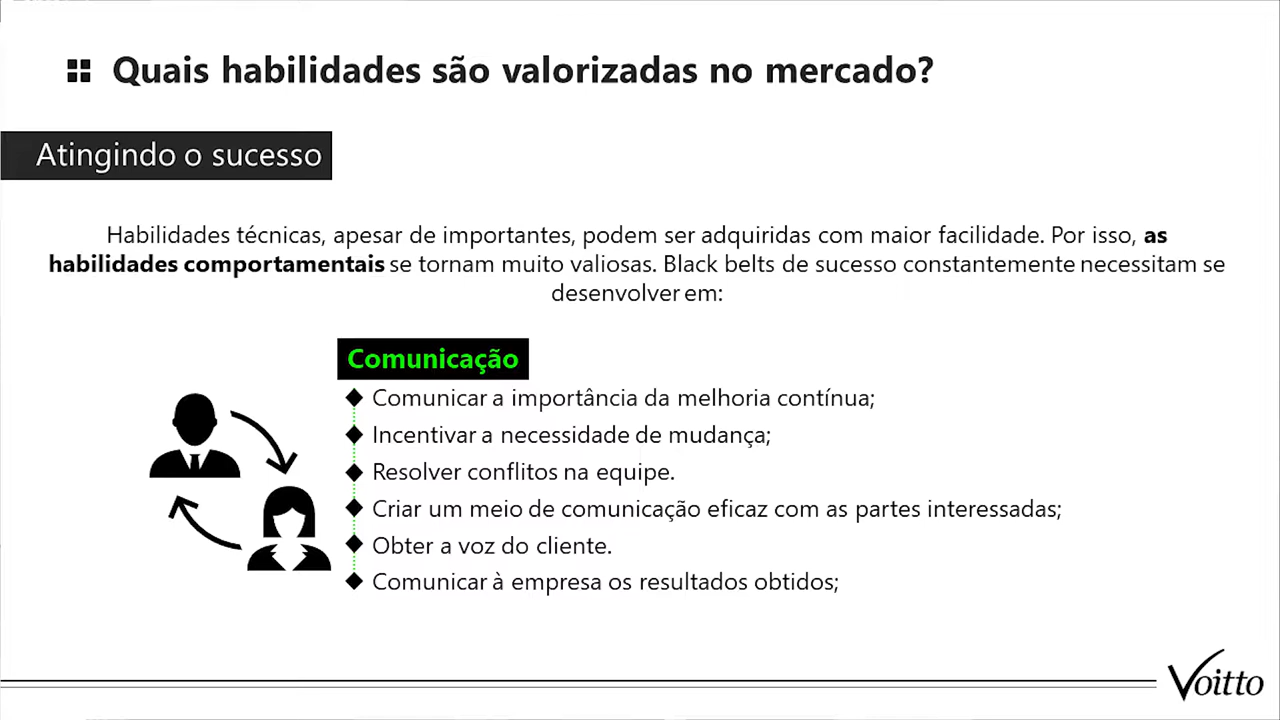 Quais habilidades são valorizadas no mercado?
Atingindo o sucesso
Habilidades técnicas, apesar de importantes, podem ser adquiridas com maior facilidade. Por isso, as
habilidades comportamentais se tornam muito valiosas. Black belts de sucesso constantemente necessitam se
desenvolver em:
Comunicação
Comunicar a importância da melhoria contínua;
Incentivar a necessidade de mudança;
Resolver conflitos na equipe.
Criar um meio de comunicação eficaz com as partes interessadas;
Obter a voz do cliente.
Comunicar à empresa os resultados obtidos;
Voitto